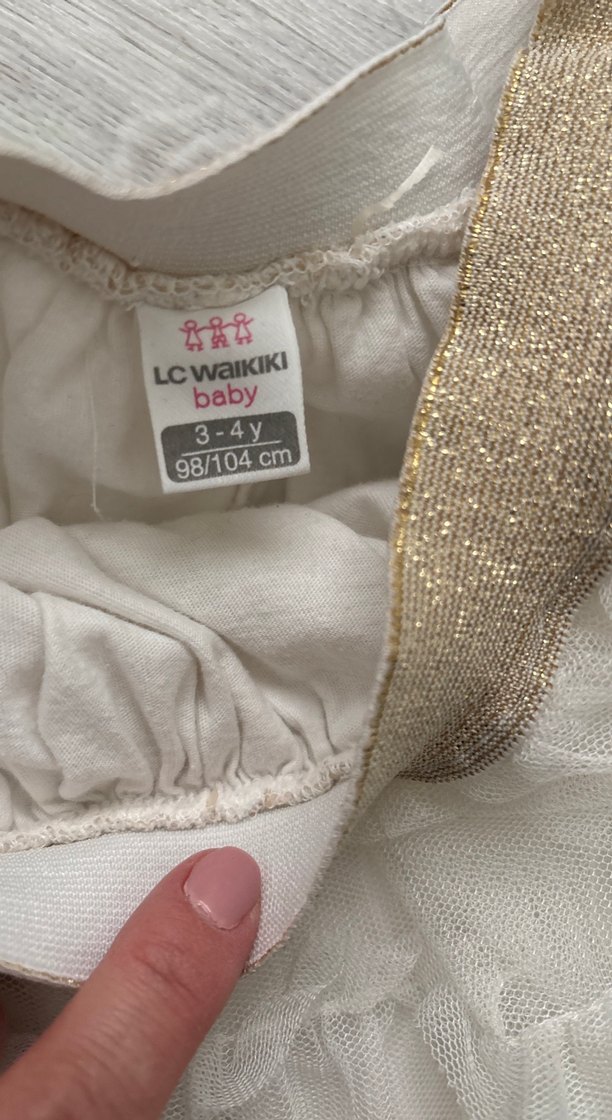 LC WAIKIKI
baby
3 - 4 y
98/104 cm